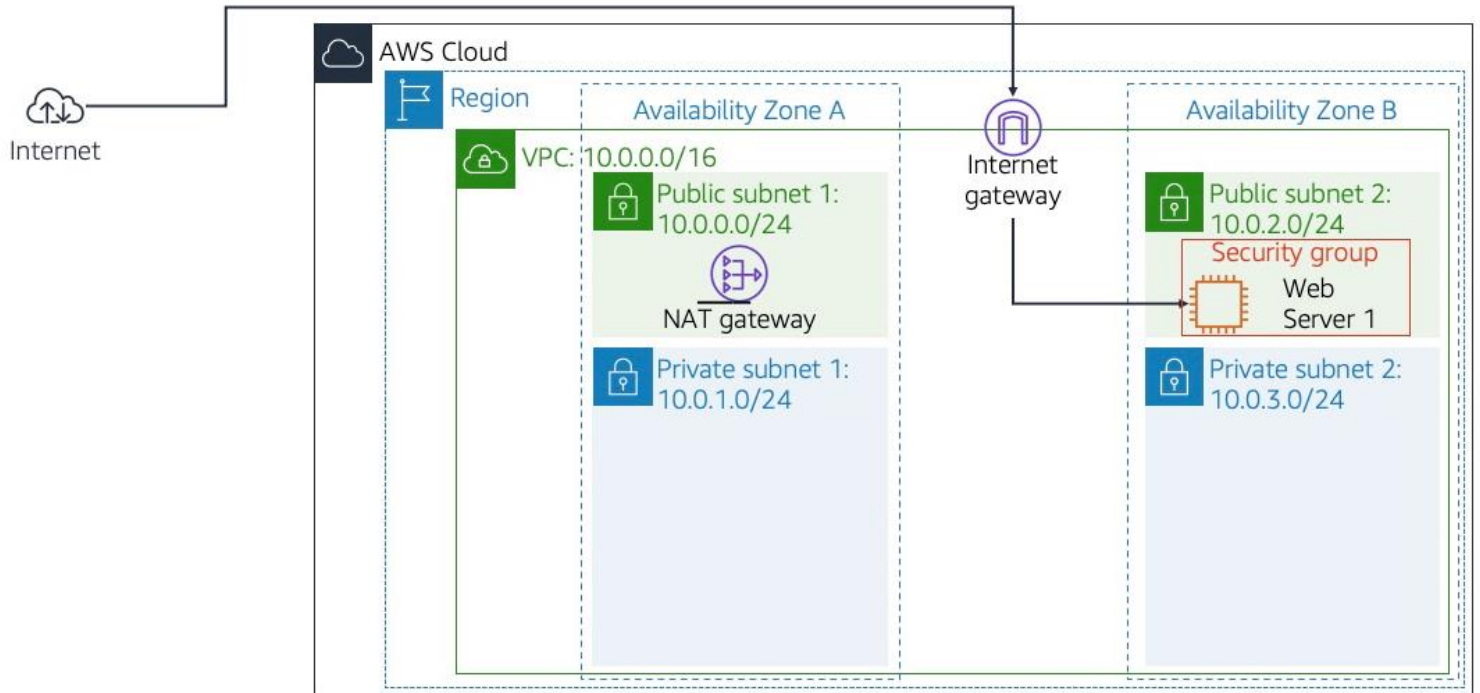 AWS Cloud
Internet
Region
Availability Zone A
Availability Zone B
VPC: 10.0.0.0/16
Internet
gateway
Public subnet 1:
10.0.0.0/24
NAT gateway
Public subnet 2:
10.0.2.0/24
Security group
Web
Server 1
Private subnet 1:
10.0.1.0/24
Private subnet 2:
10.0.3.0/24